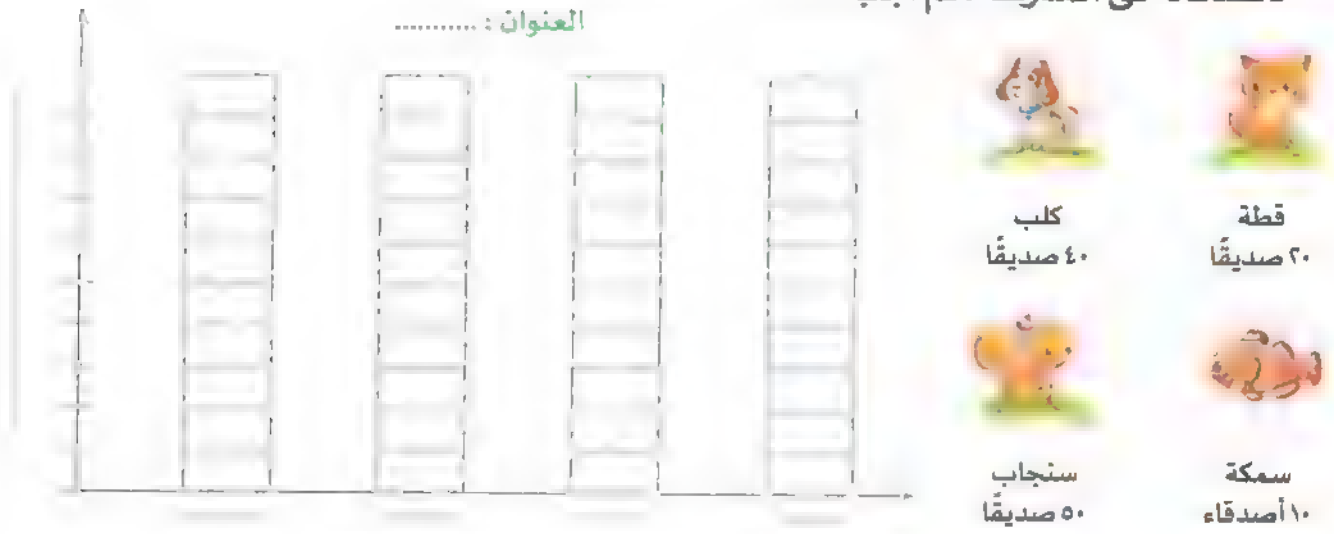 العنوان : ............
قطة
٢٠ صديقًا
كلب
٤٠ صديقًا
سمكة
١٠ أصدقاء
سنجاب
٥٠ صديقًا